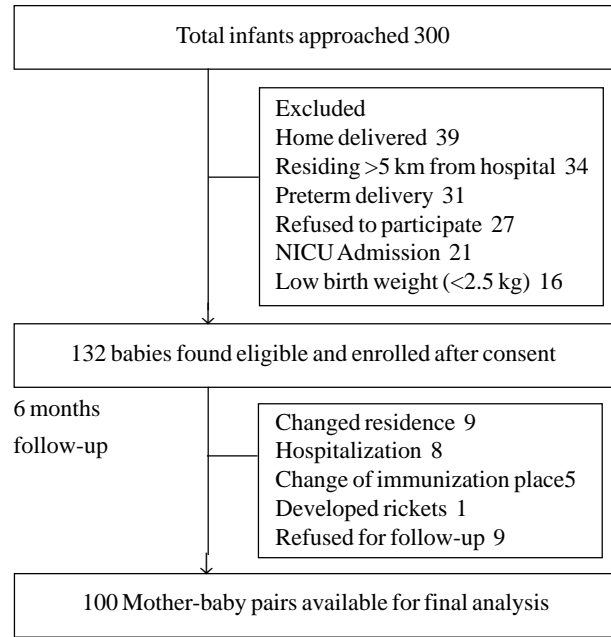 Total infants approached 300
Excluded
Home delivered 39
Residing >5 km from hospital 34
Preterm delivery 31
Refused to participate 27
NICU Admission 21
Low birth weight (<2.5 kg) 16
132 babies found eligible and enrolled after consent
6 months
follow-up
Changed residence 9
Hospitalization 8
Change of immunization place5
Developed rickets 1
Refused for follow-up 9
100 Mother-baby pairs available for final analysis